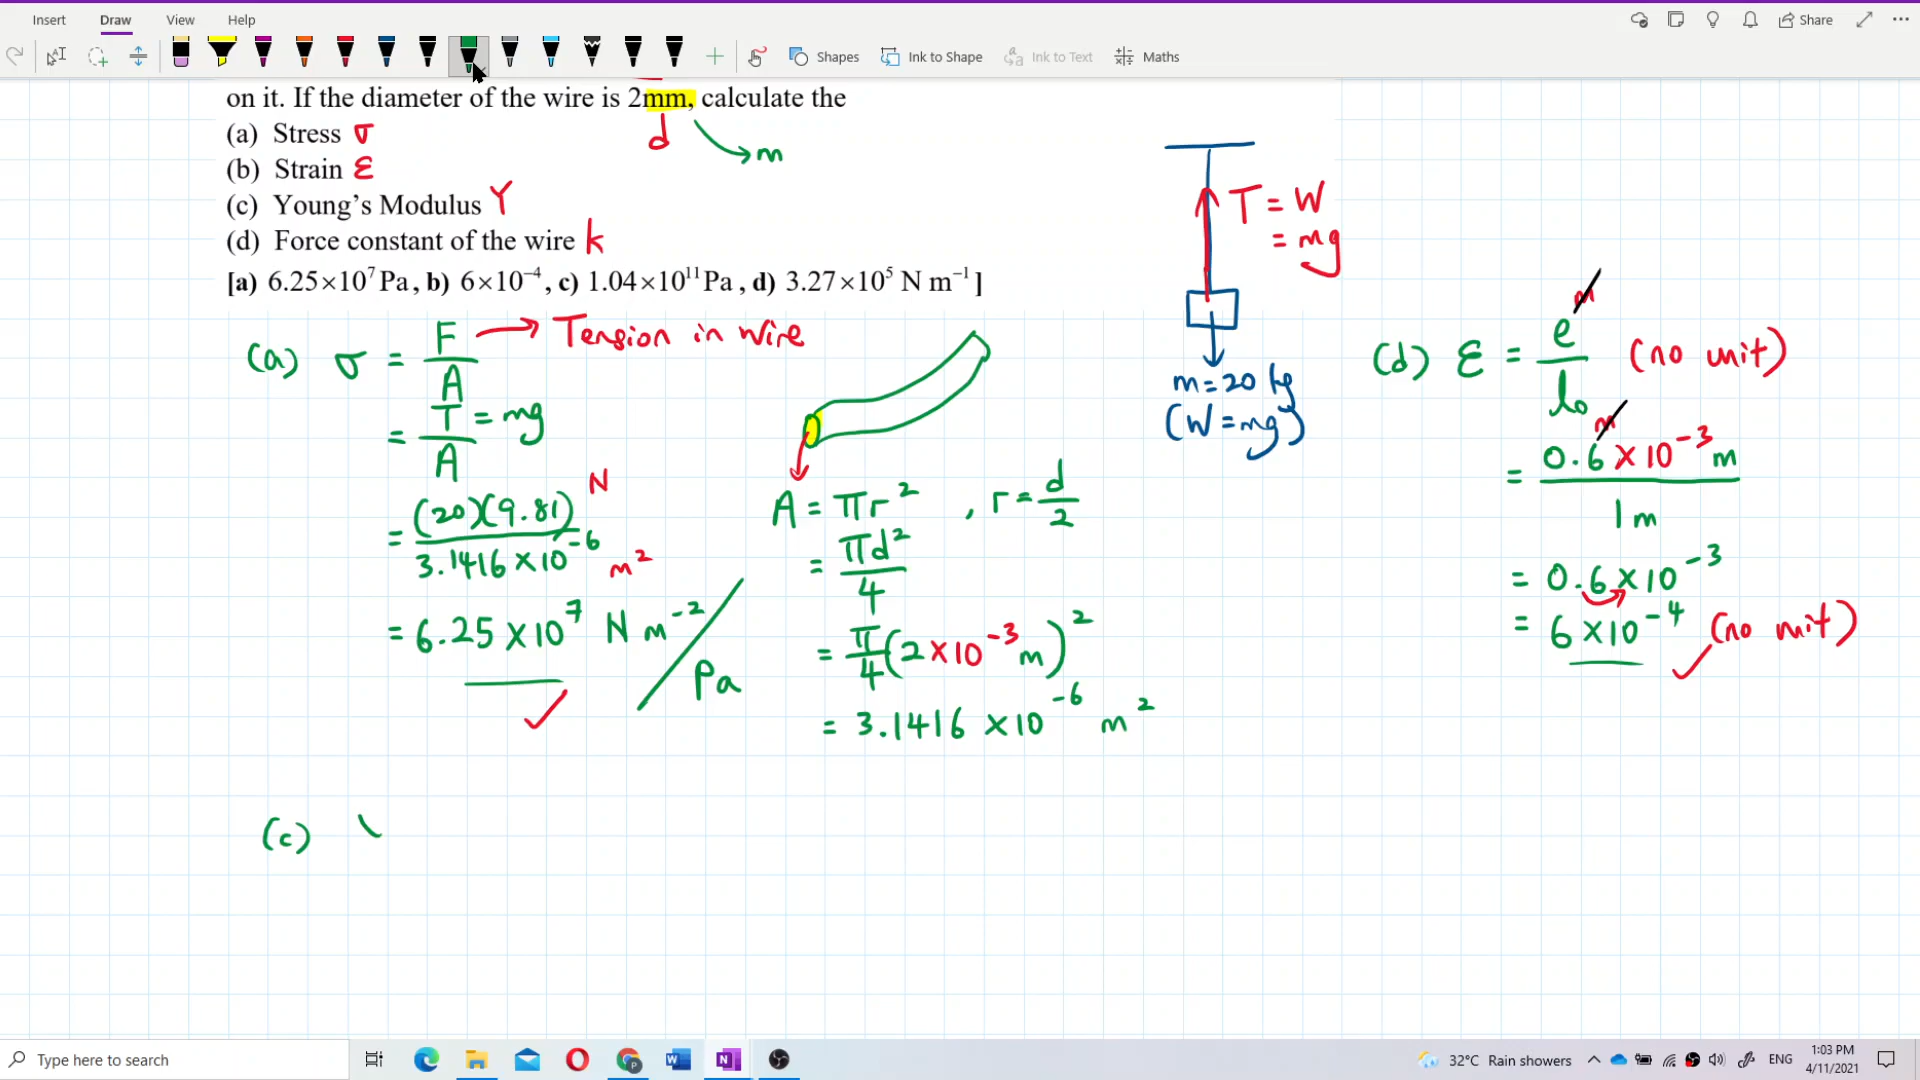 Insert Draw View Help
Share
Shapes Ink to Shape Ink to Text Maths
on it. If the diameter of the wire is 2mm, calculate the
d → m
(a) Stress σ
(b) Strain ε
(c) Young's Modulus Y
(d) Force constant of the wire k
[a) 6.25×10⁷ Pa, b) 6×10⁻⁴, c) 1.04×10¹¹ Pa, d) 3.27×10⁵ N m⁻¹]
T = W
= mg
m = 20 kg
(W = mg)
(a) σ = F/A → Tension in wire
= T/A = mg
= (20)(9.81) N / 3.1416 × 10⁻⁶ m²
= 6.25 × 10⁷ N m⁻² / Pa
A = πr² , r = d/2
= πd²/4
= π/4 (2 × 10⁻³ m)²
= 3.1416 × 10⁻⁶ m²
(d) ε = e m / l₀ m (no unit)
= 0.6 × 10⁻³ m / 1 m
= 0.6 × 10⁻³
= 6 × 10⁻⁴ (no unit)
(c)
Type here to search
32°C Rain showers
ENG
1:03 PM
4/11/2021